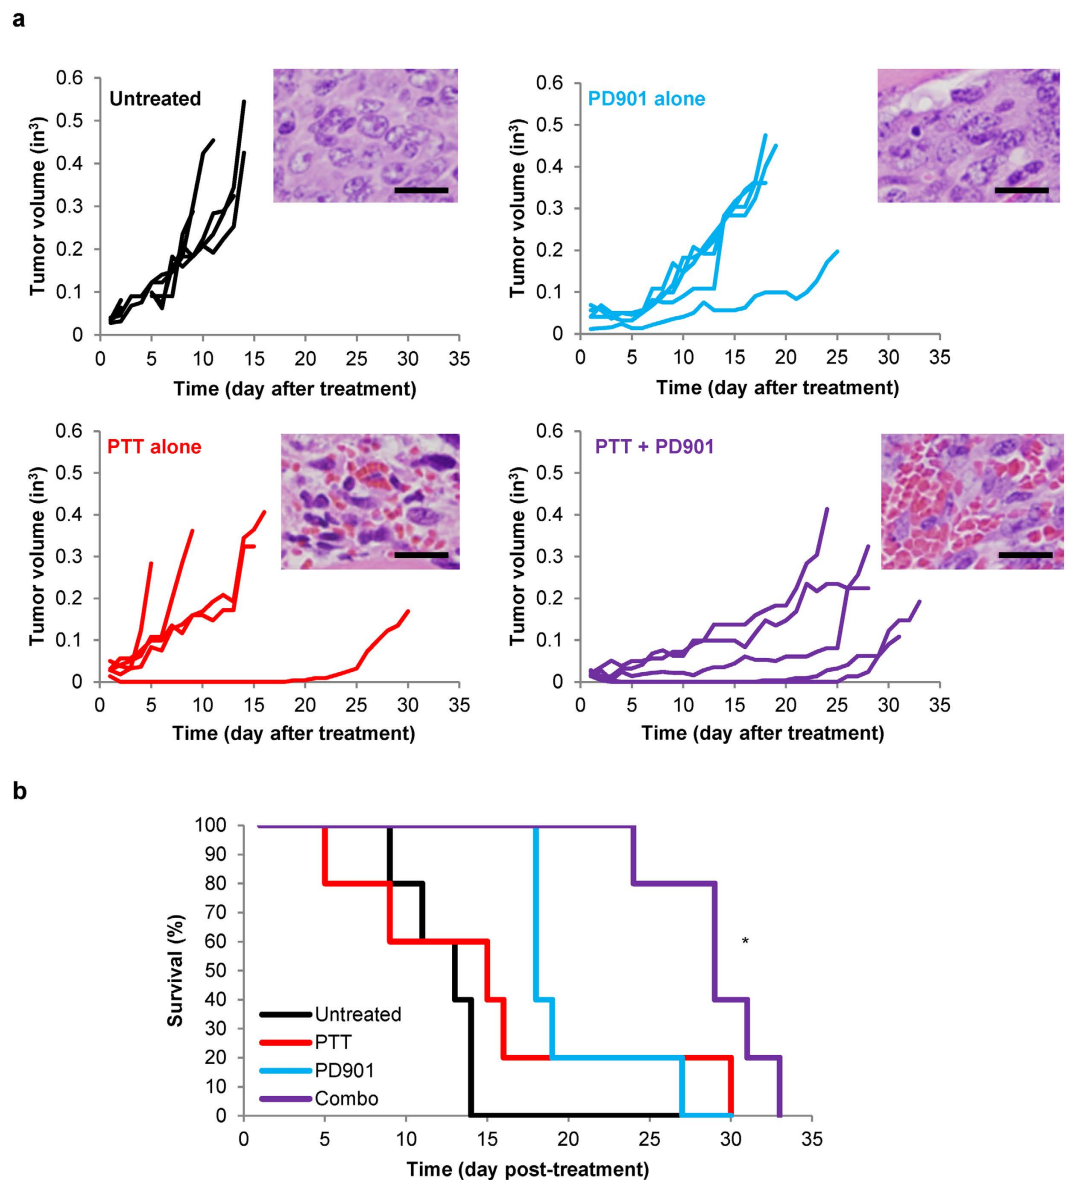 a
Untreated
Tumor volume (in³)
0.6
0.5
0.4
0.3
0.2
0.1
0
0 5 10 15 20 25 30 35
Time (day after treatment)
PD901 alone
Tumor volume (in³)
0.6
0.5
0.4
0.3
0.2
0.1
0
0 5 10 15 20 25 30 35
Time (day after treatment)
PTT alone
Tumor volume (in³)
0.6
0.5
0.4
0.3
0.2
0.1
0
0 5 10 15 20 25 30 35
Time (day after treatment)
PTT + PD901
Tumor volume (in³)
0.6
0.5
0.4
0.3
0.2
0.1
0
0 5 10 15 20 25 30 35
Time (day after treatment)
b
Survival (%)
100
90
80
70
60
50
40
30
20
10
0
*
Untreated
PTT
PD901
Combo
0 5 10 15 20 25 30 35
Time (day post-treatment)